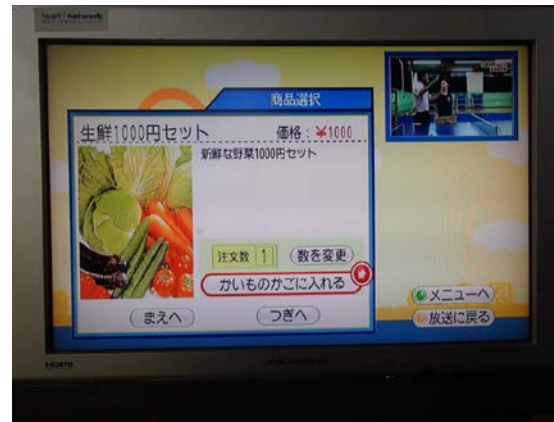 heart network
商品選択
生鮮1000円セット
価格：￥1000
新鮮な野菜1000円セット
注文数 1 数を変更
かいものかごに入れる
まえへ つぎへ
メニューへ
放送に戻る
HDMI